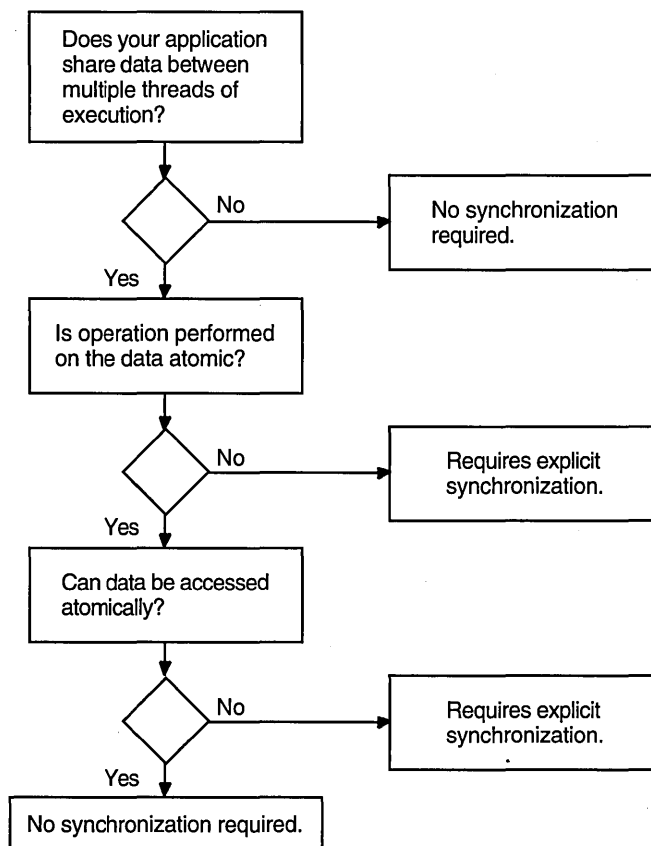 Does your application
share data between
multiple threads of
execution?
No
No synchronization
required.
Yes
Is operation performed
on the data atomic?
No
Requires explicit
synchronization.
Yes
Can data be accessed
atomically?
No
Requires explicit
synchronization.
Yes
No synchronization required.